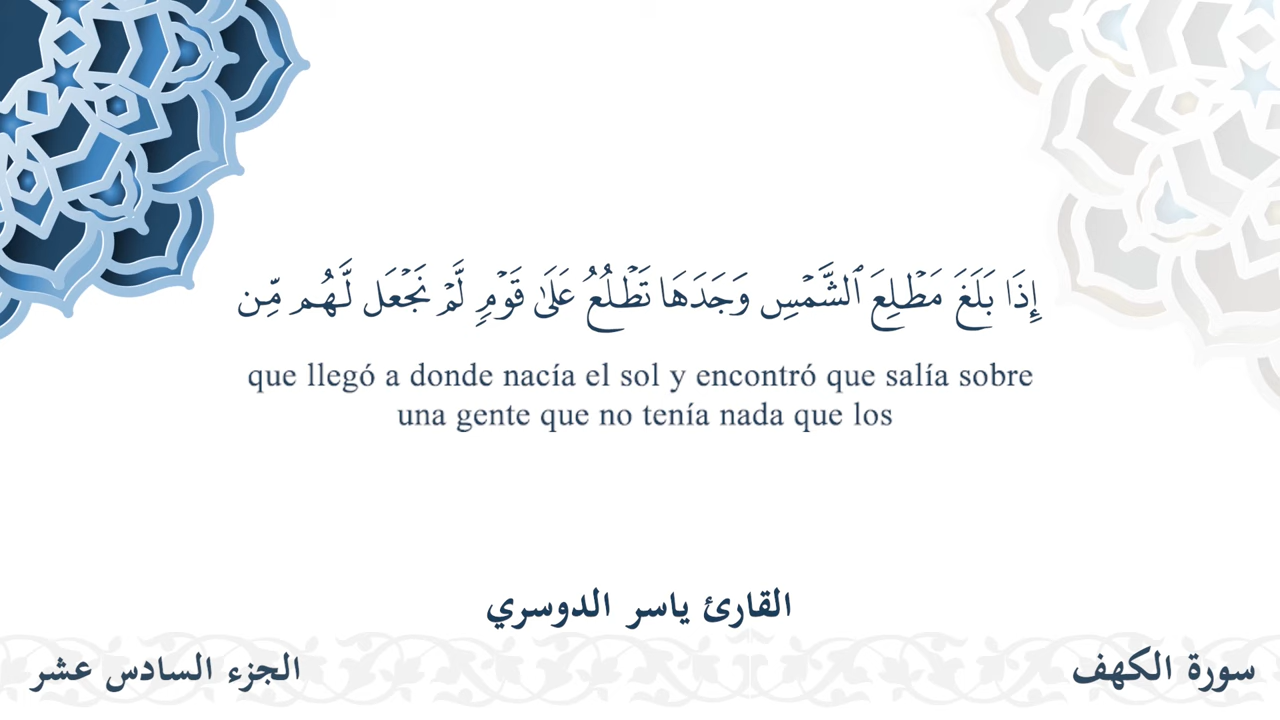 إِذَا بَلَغَ مَطْلِعَ ٱلشَّمْسِ وَجَدَهَا تَطْلُعُ عَلَىٰ قَوْمٍ لَّمْ نَجْعَل لَّهُم مِّن
que llegó a donde nacía el sol y encontró que salía sobre
una gente que no tenía nada que los
القارئ ياسر الدوسري
سورة الكهف
الجزء السادس عشر